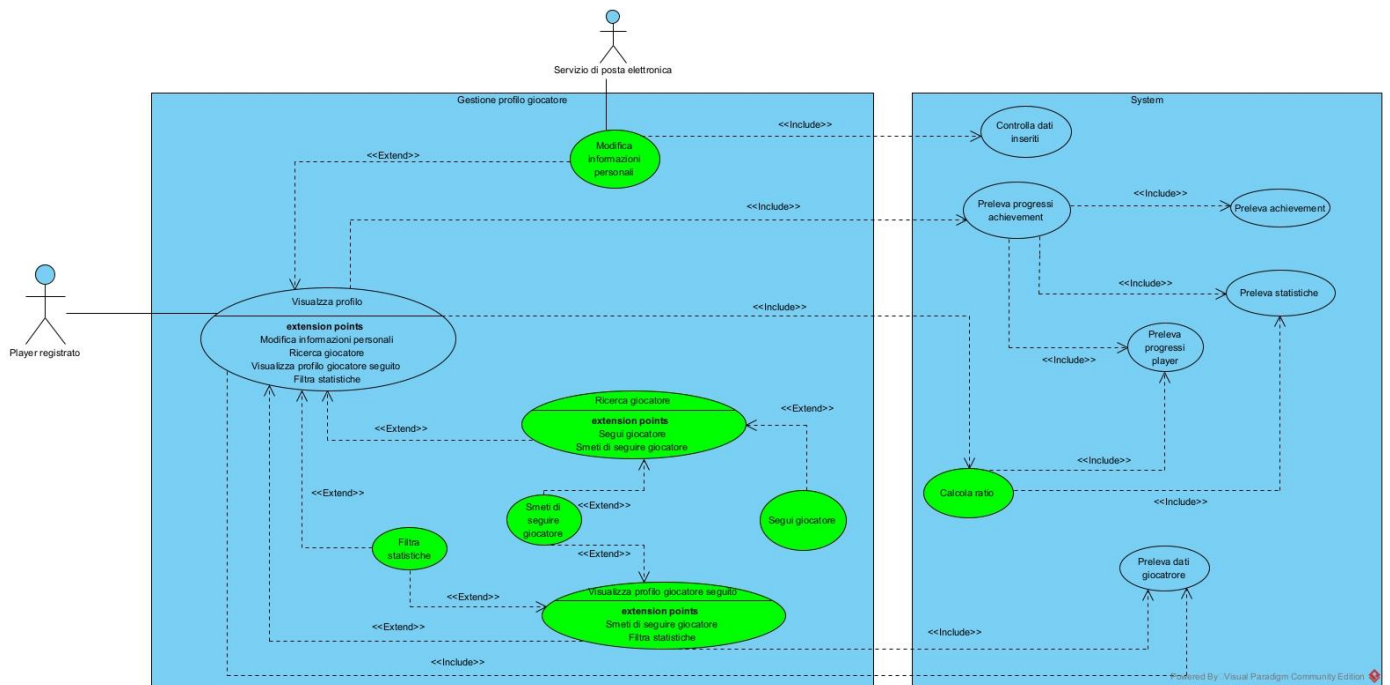 Servizio di posta elettronica
Gestione profilo giocatore
System
Modifica
informazioni
personali
<<Include>>
Controlla dati
inseriti
<<Extend>>
<<Include>>
Preleva progressi
achievement
<<Include>>
Preleva achievement
Player registrato
Visualzza profilo
extension points
Modifica informazioni personali
Ricerca giocatore
Visualizza profilo giocatore seguito
Filtra statistiche
<<Include>>
<<Include>>
Preleva statistiche
<<Include>>
Preleva
progressi
player
Ricerca giocatore
extension points
Segui giocatore
Smeti di seguire giocatore
<<Extend>>
<<Extend>>
<<Include>>
Calcola ratio
<<Include>>
<<Extend>>
Smeti di
seguire
giocatore
<<Extend>>
Segui giocatore
Filtra
statistiche
<<Extend>>
Preleva dati
giocatrore
<<Extend>>
Visualizza profilo giocatore seguito
extension points
Smeti di seguire giocatore
Filtra statistiche
<<Extend>>
<<Include>>
<<Include>>
Powered By Visual Paradigm Community Edition